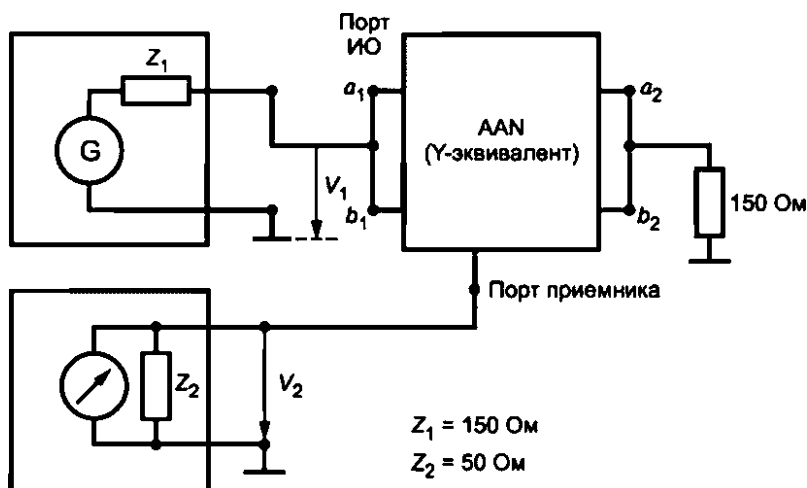 Порт
ИО
Z1
a1
a2
G
AAN
(Y-эквивалент)
V1
b1
b2
150 Ом
Порт приемника
Z2
V2
Z1 = 150 Ом
Z2 = 50 Ом